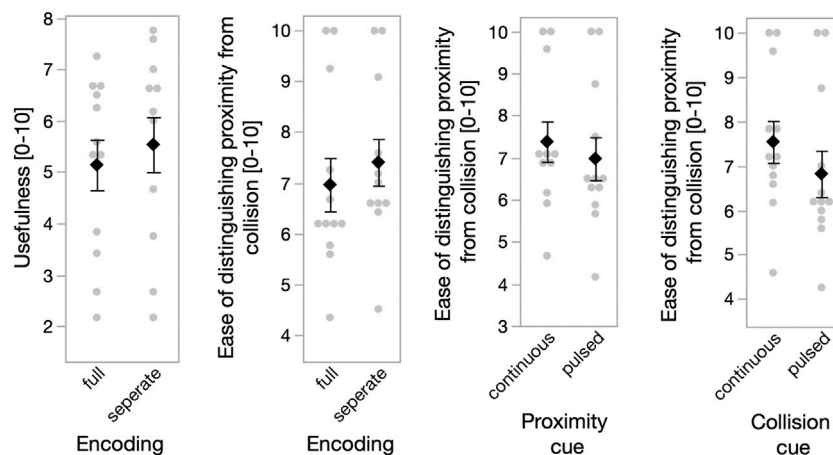 Usefulness [0-10]
8
7
6
5
4
3
2
full
seperate
Encoding
Ease of distinguishing proximity from
collision [0-10]
10
9
8
7
6
5
4
full
seperate
Encoding
Ease of distinguishing proximity
from collision [0-10]
10
9
8
7
6
5
4
3
continuous
pulsed
Proximity
cue
Ease of distinguishing proximity
from collision [0-10]
10
9
8
7
6
5
4
continuous
pulsed
Collision
cue